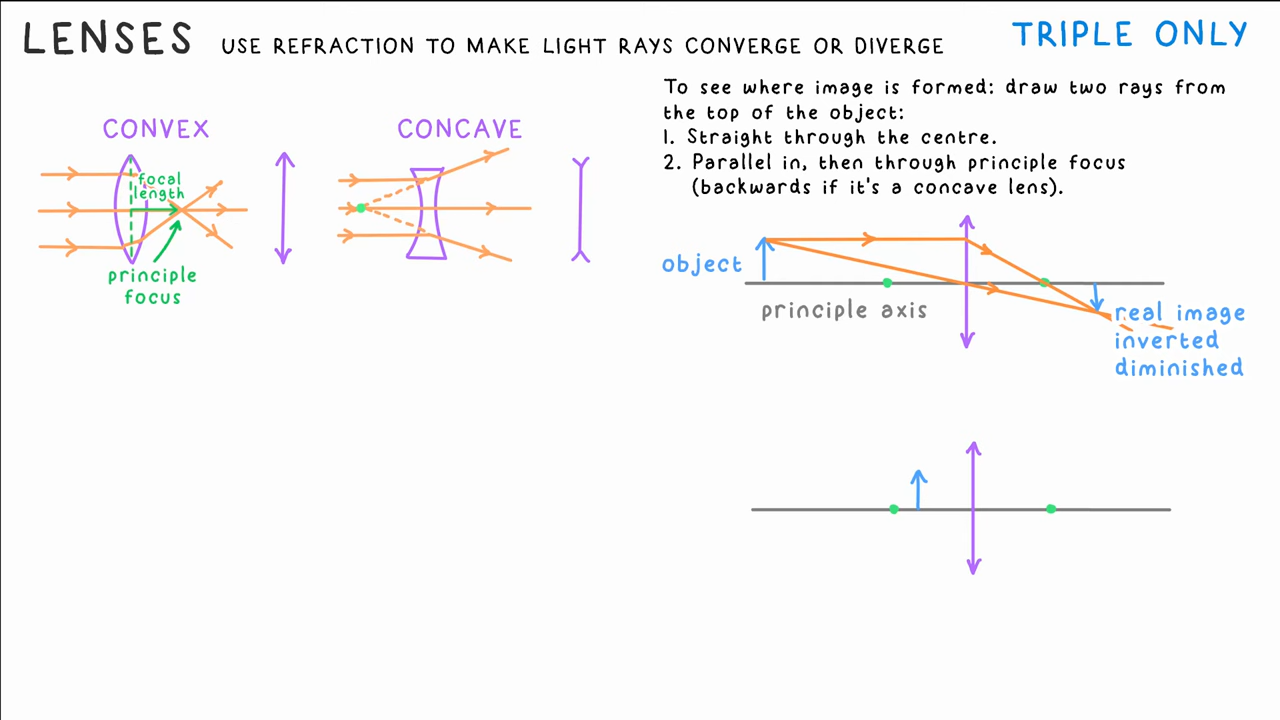 LENSES USE REFRACTION TO MAKE LIGHT RAYS CONVERGE OR DIVERGE
TRIPLE ONLY
CONVEX
focal
length
principle
focus
CONCAVE
To see where image is formed: draw two rays from
the top of the object:
1. Straight through the centre.
2. Parallel in, then through principle focus
(backwards if it's a concave lens).
object
principle axis
real image
inverted
diminished